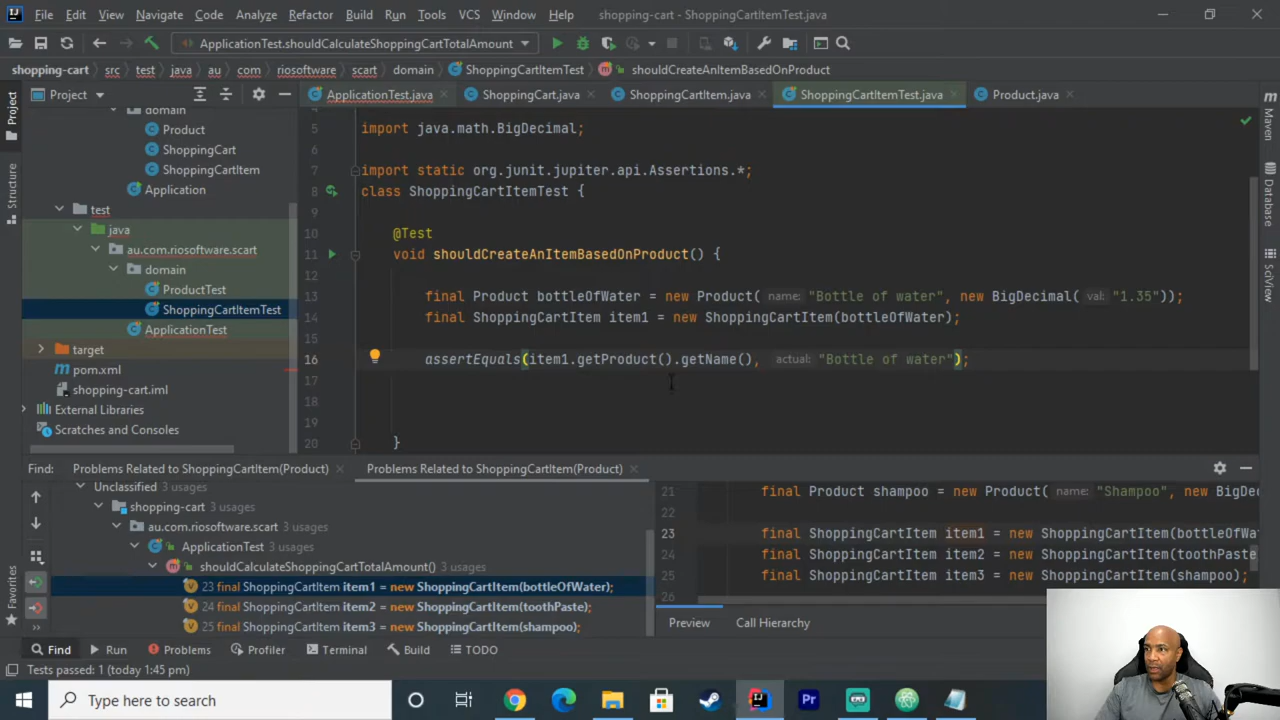 File Edit View Navigate Code Analyze Refactor Build Run Tools VCS Window Help shopping-cart - ShoppingCartItemTest.java
ApplicationTest.shouldCalculateShoppingCartTotalAmount
shopping-cart src test java au com riosoftware scart domain ShoppingCartItemTest shouldCreateAnItemBasedOnProduct
Project
ApplicationTest.java ShoppingCart.java ShoppingCartItem.java ShoppingCartItemTest.java Product.java
Project
Structure
Favorites
Maven
Database
SciView
domain
Product
ShoppingCart
ShoppingCartItem
Application
test
java
au.com.riosoftware.scart
domain
ProductTest
ShoppingCartItemTest
ApplicationTest
target
pom.xml
shopping-cart.iml
External Libraries
Scratches and Consoles
4
5 import java.math.BigDecimal;
6
7 import static org.junit.jupiter.api.Assertions.*;
8 class ShoppingCartItemTest {
9
10 @Test
11 void shouldCreateAnItemBasedOnProduct() {
12
13 final Product bottleOfWater = new Product( name: "Bottle of water", new BigDecimal( val: "1.35"));
14 final ShoppingCartItem item1 = new ShoppingCartItem(bottleOfWater);
15
16 assertEquals(item1.getProduct().getName(), actual: "Bottle of water");
17
18
19
20 }
Find: Problems Related to ShoppingCartItem(Product) Problems Related to ShoppingCartItem(Product)
Unclassified 3 usages
shopping-cart 3 usages
au.com.riosoftware.scart 3 usages
ApplicationTest 3 usages
shouldCalculateShoppingCartTotalAmount() 3 usages
23 final ShoppingCartItem item1 = new ShoppingCartItem(bottleOfWater);
24 final ShoppingCartItem item2 = new ShoppingCartItem(toothPaste);
25 final ShoppingCartItem item3 = new ShoppingCartItem(shampoo);
21 final Product shampoo = new Product( name: "Shampoo", new BigDe
22
23 final ShoppingCartItem item1 = new ShoppingCartItem(bottleOfWa
24 final ShoppingCartItem item2 = new ShoppingCartItem(toothPaste
25 final ShoppingCartItem item3 = new ShoppingCartItem(shampoo);
26
Preview Call Hierarchy
Find Run Problems Profiler Terminal Build TODO
Tests passed: 1 (today 1:45 pm)
Type here to search
Pr